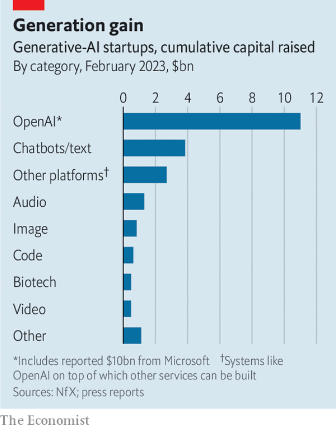 Generation gain
Generative-AI startups, cumulative capital raised
By category, February 2023, $bn
0 2 4 6 8 10 12
OpenAI*
Chatbots/text
Other platforms†
Audio
Image
Code
Biotech
Video
Other
*Includes reported $10bn from Microsoft †Systems like
OpenAI on top of which other services can be built
Sources: NfX; press reports
The Economist